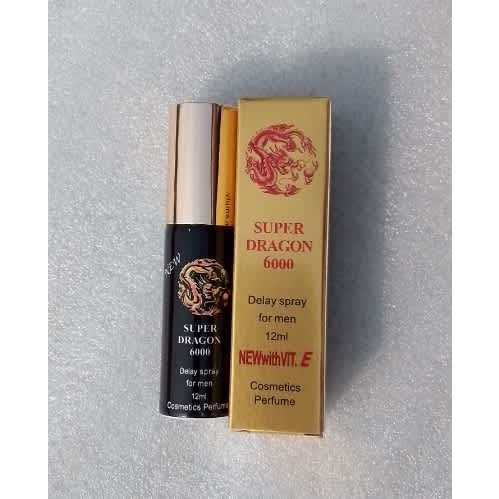 NEW
SUPER
DRAGON
6000
Delay spray
for men
12ml
Cosmetics Perfume
SUPER
DRAGON
6000
Delay spray
for men
12ml
NEWwithVIT. E
Cosmetics
Perfume